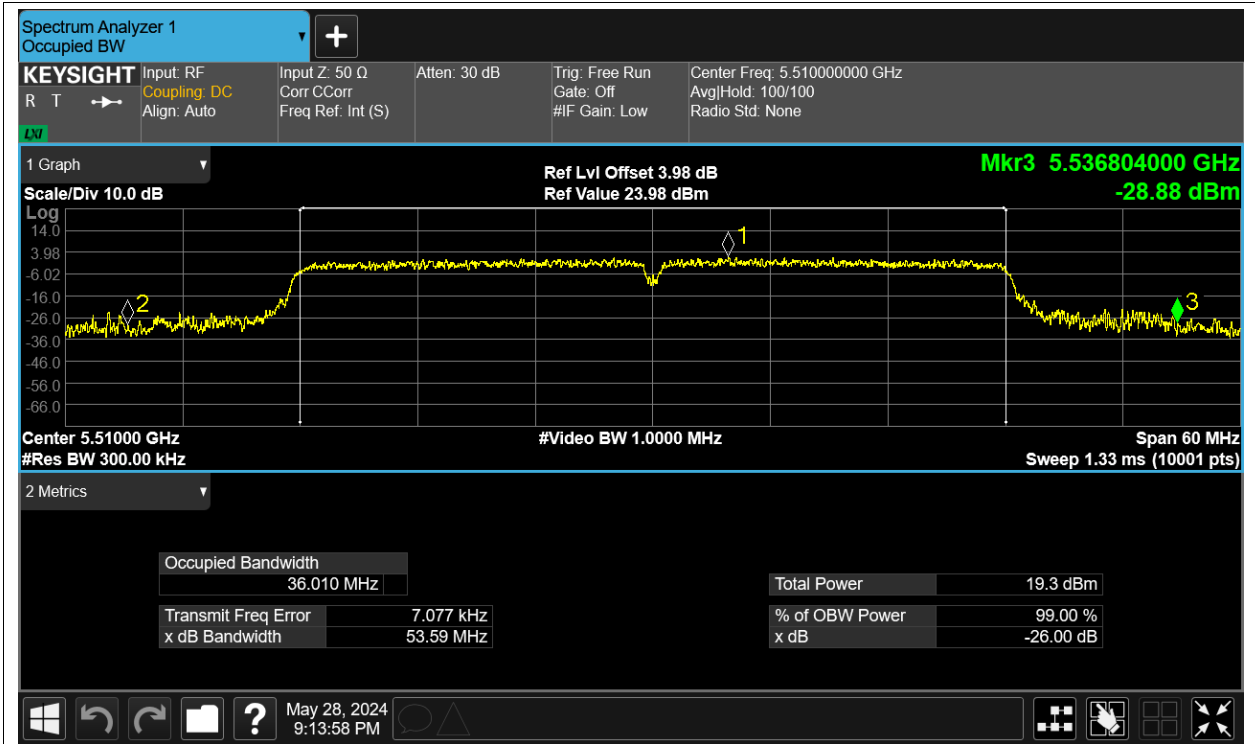 Spectrum Analyzer 1
Occupied BW
KEYSIGHT
R T
LXI
Input: RF
Coupling: DC
Align: Auto
Input Z: 50 Ω
Corr CCorr
Freq Ref: Int (S)
Atten: 30 dB
Trig: Free Run
Gate: Off
#IF Gain: Low
Center Freq: 5.510000000 GHz
Avg|Hold: 100/100
Radio Std: None
1 Graph
Scale/Div 10.0 dB
Ref Lvl Offset 3.98 dB
Ref Value 23.98 dBm
Mkr3 5.536804000 GHz
-28.88 dBm
Log
14.0
3.98
-6.02
-16.0
-26.0
-36.0
-46.0
-56.0
-66.0
1
2
3
Center 5.51000 GHz
#Res BW 300.00 kHz
#Video BW 1.0000 MHz
Span 60 MHz
Sweep 1.33 ms (10001 pts)
2 Metrics
Occupied Bandwidth
36.010 MHz
Transmit Freq Error 7.077 kHz
x dB Bandwidth 53.59 MHz
Total Power 19.3 dBm
% of OBW Power 99.00 %
x dB -26.00 dB
?
May 28, 2024
9:13:58 PM